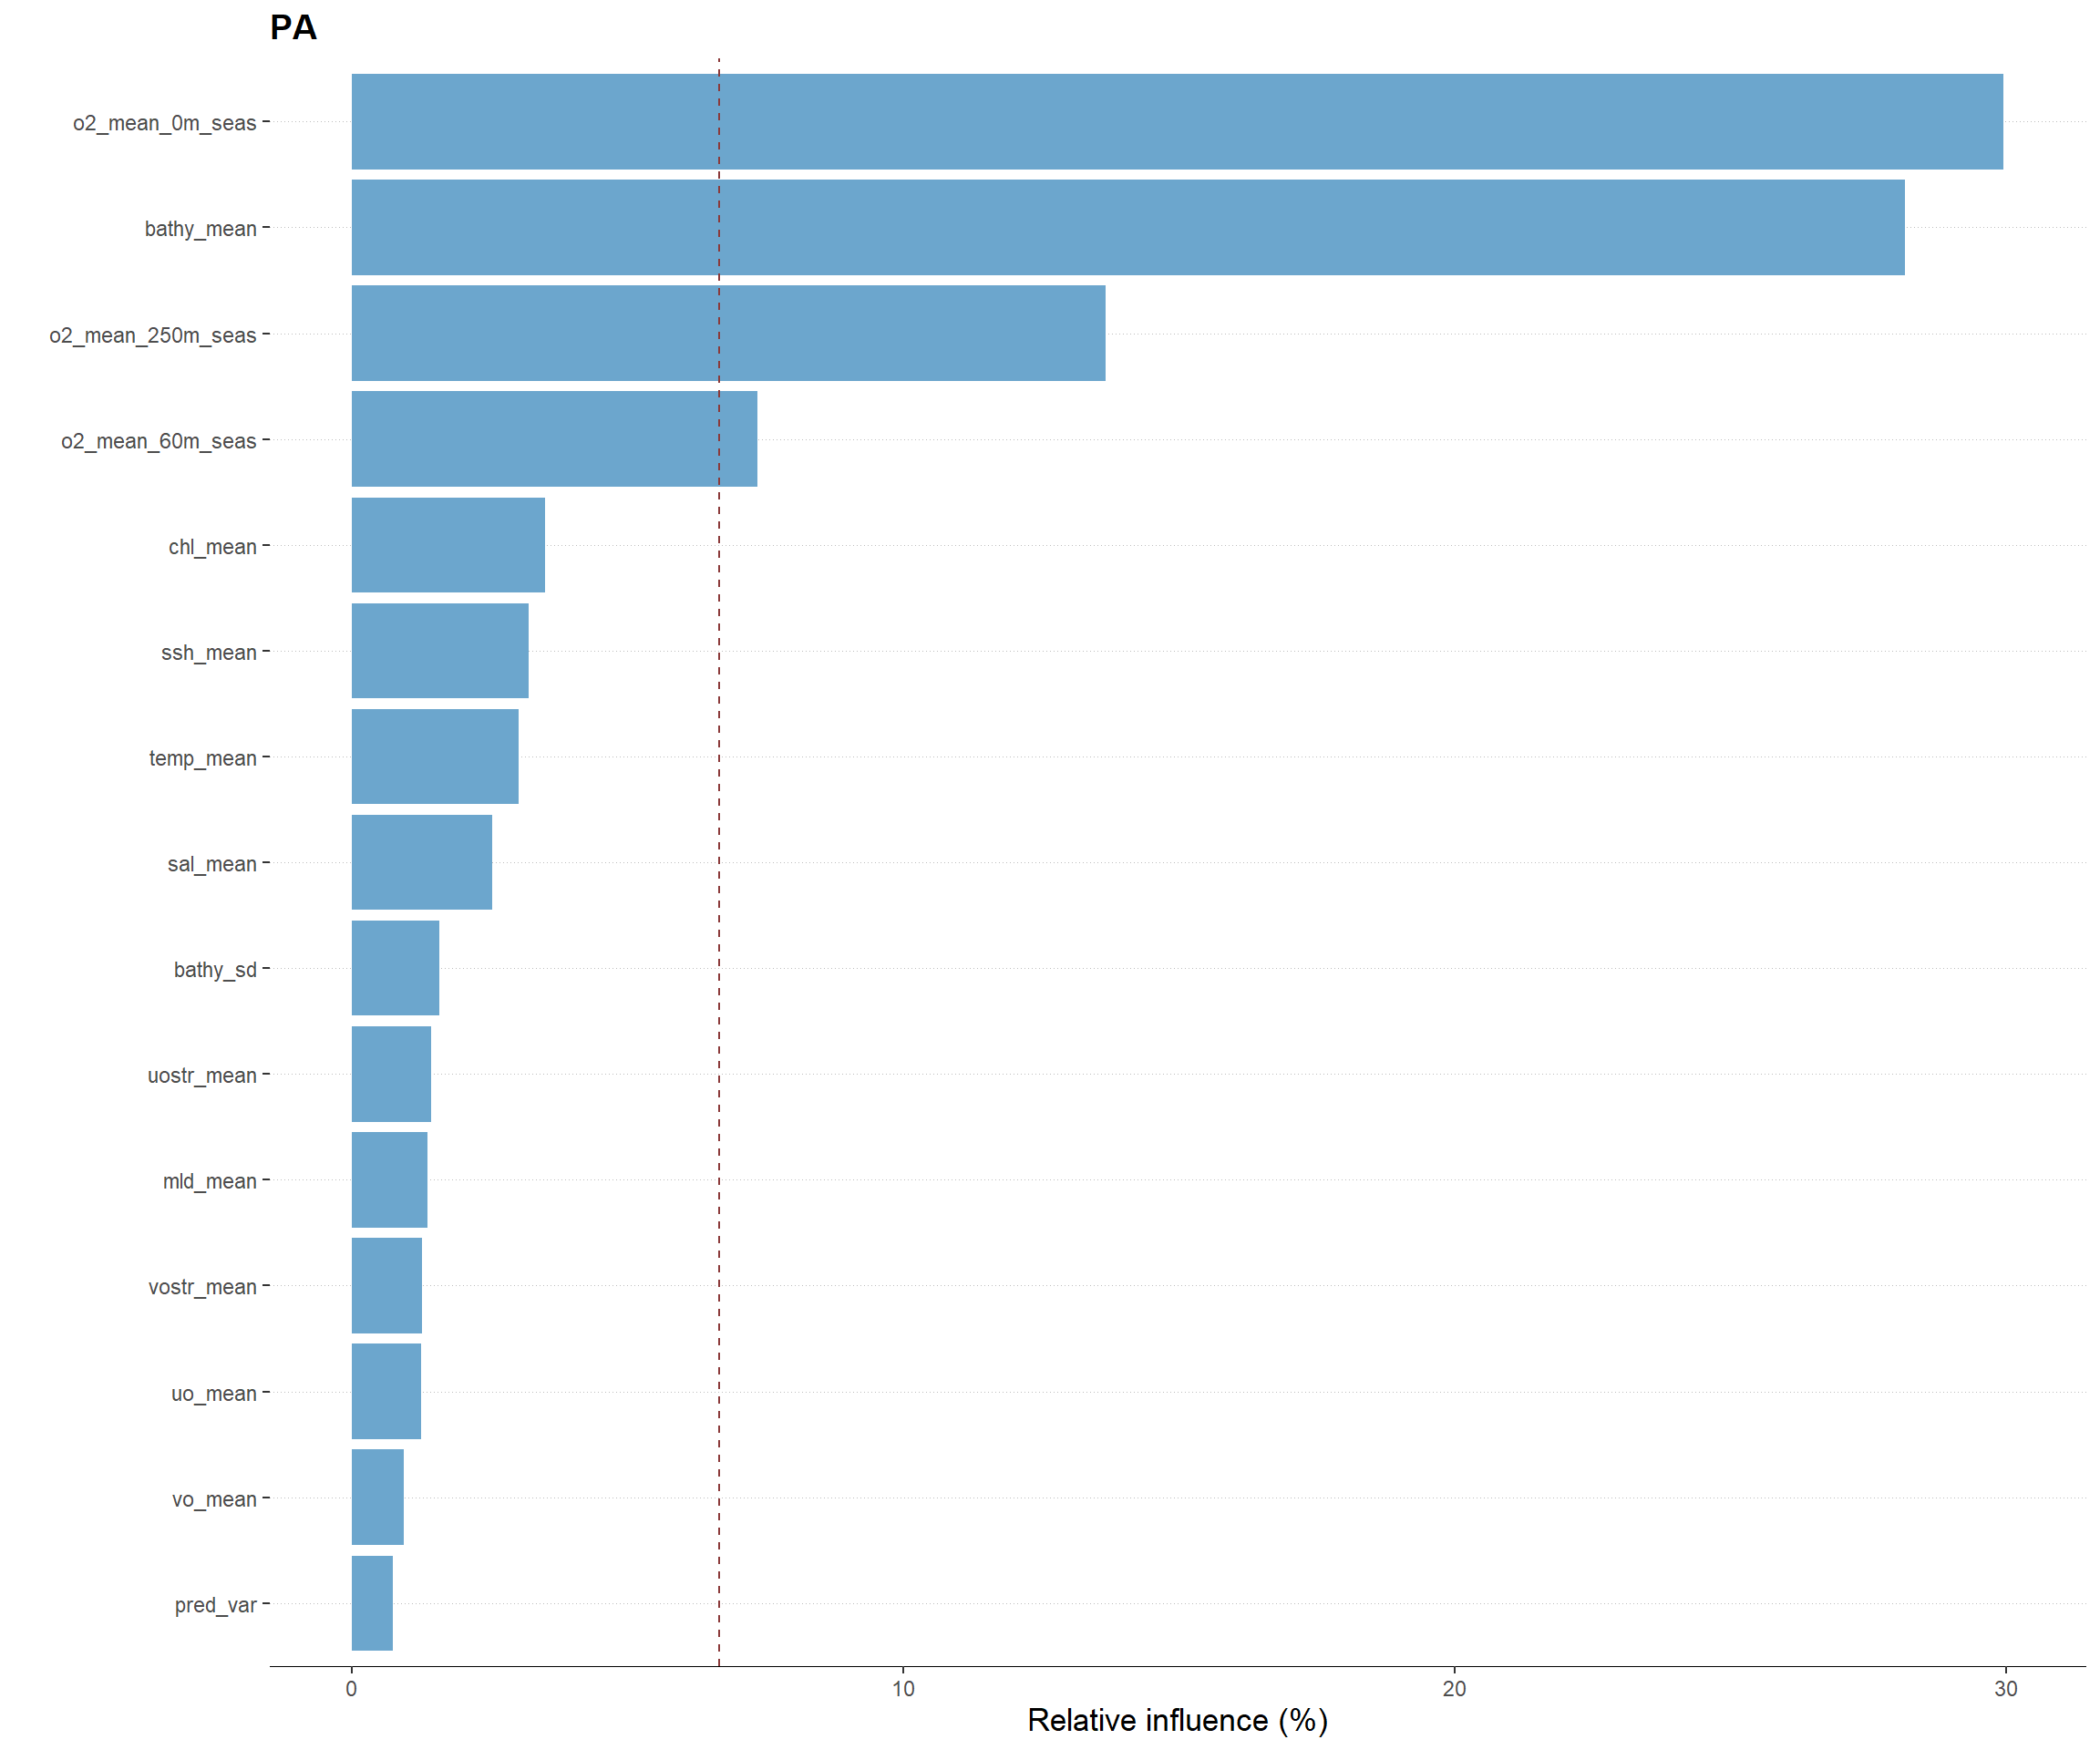 PA
o2_mean_0m_seas
bathy_mean
o2_mean_250m_seas
o2_mean_60m_seas
chl_mean
ssh_mean
temp_mean
sal_mean
bathy_sd
uostr_mean
mld_mean
vostr_mean
uo_mean
vo_mean
pred_var
0 10 20 30
Relative influence (%)